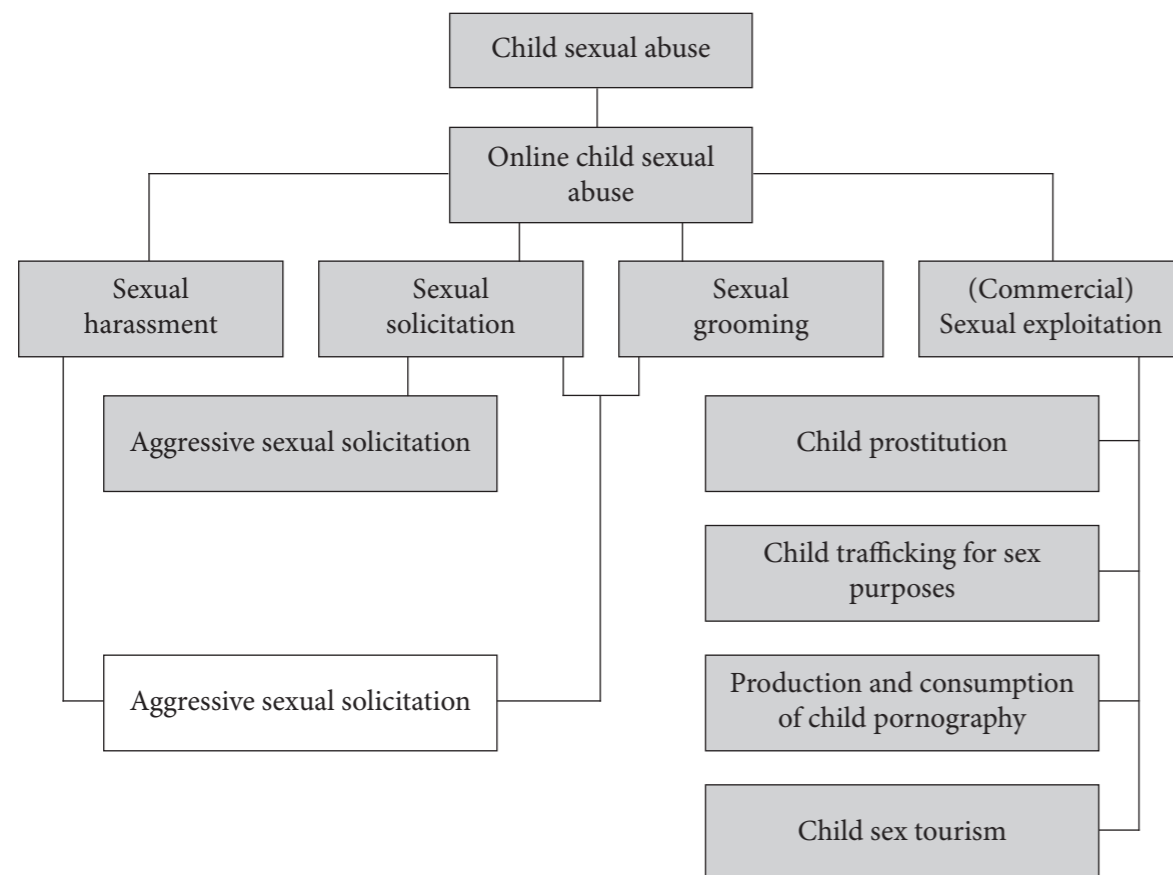 Child sexual abuse
Online child sexual
abuse
Sexual
harassment
Sexual
solicitation
Sexual
grooming
(Commercial)
Sexual exploitation
Aggressive sexual solicitation
Child prostitution
Child trafficking for sex
purposes
Aggressive sexual solicitation
Production and consumption
of child pornography
Child sex tourism